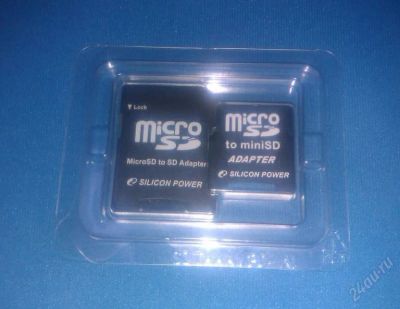 Lock
micro
SD
MicroSD to SD Adapter
SILICON POWER
micro
SD
to miniSD
ADAPTER
SILICON POWER
24au.ru